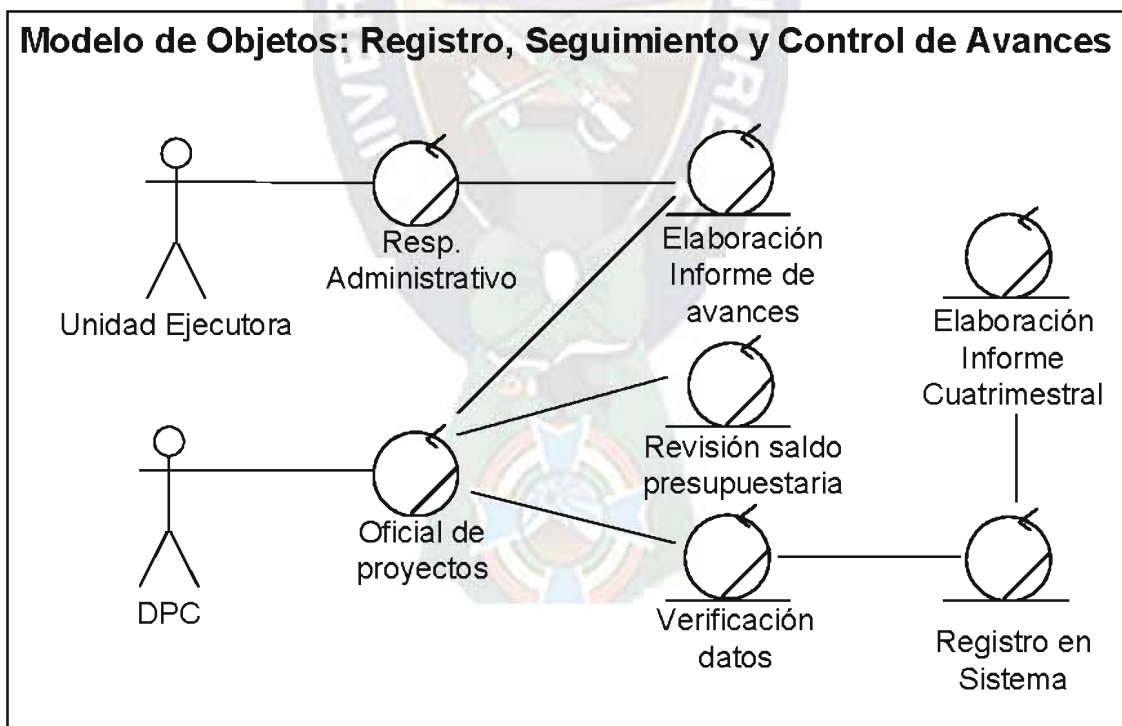 Modelo de Objetos: Registro, Seguimiento y Control de Avances
Unidad Ejecutora
Resp.
Administrativo
Elaboración
Informe de
avances
Elaboración
Informe
Cuatrimestral
DPC
Oficial de
proyectos
Revisión saldo
presupuestaria
Verificación
datos
Registro en
Sistema